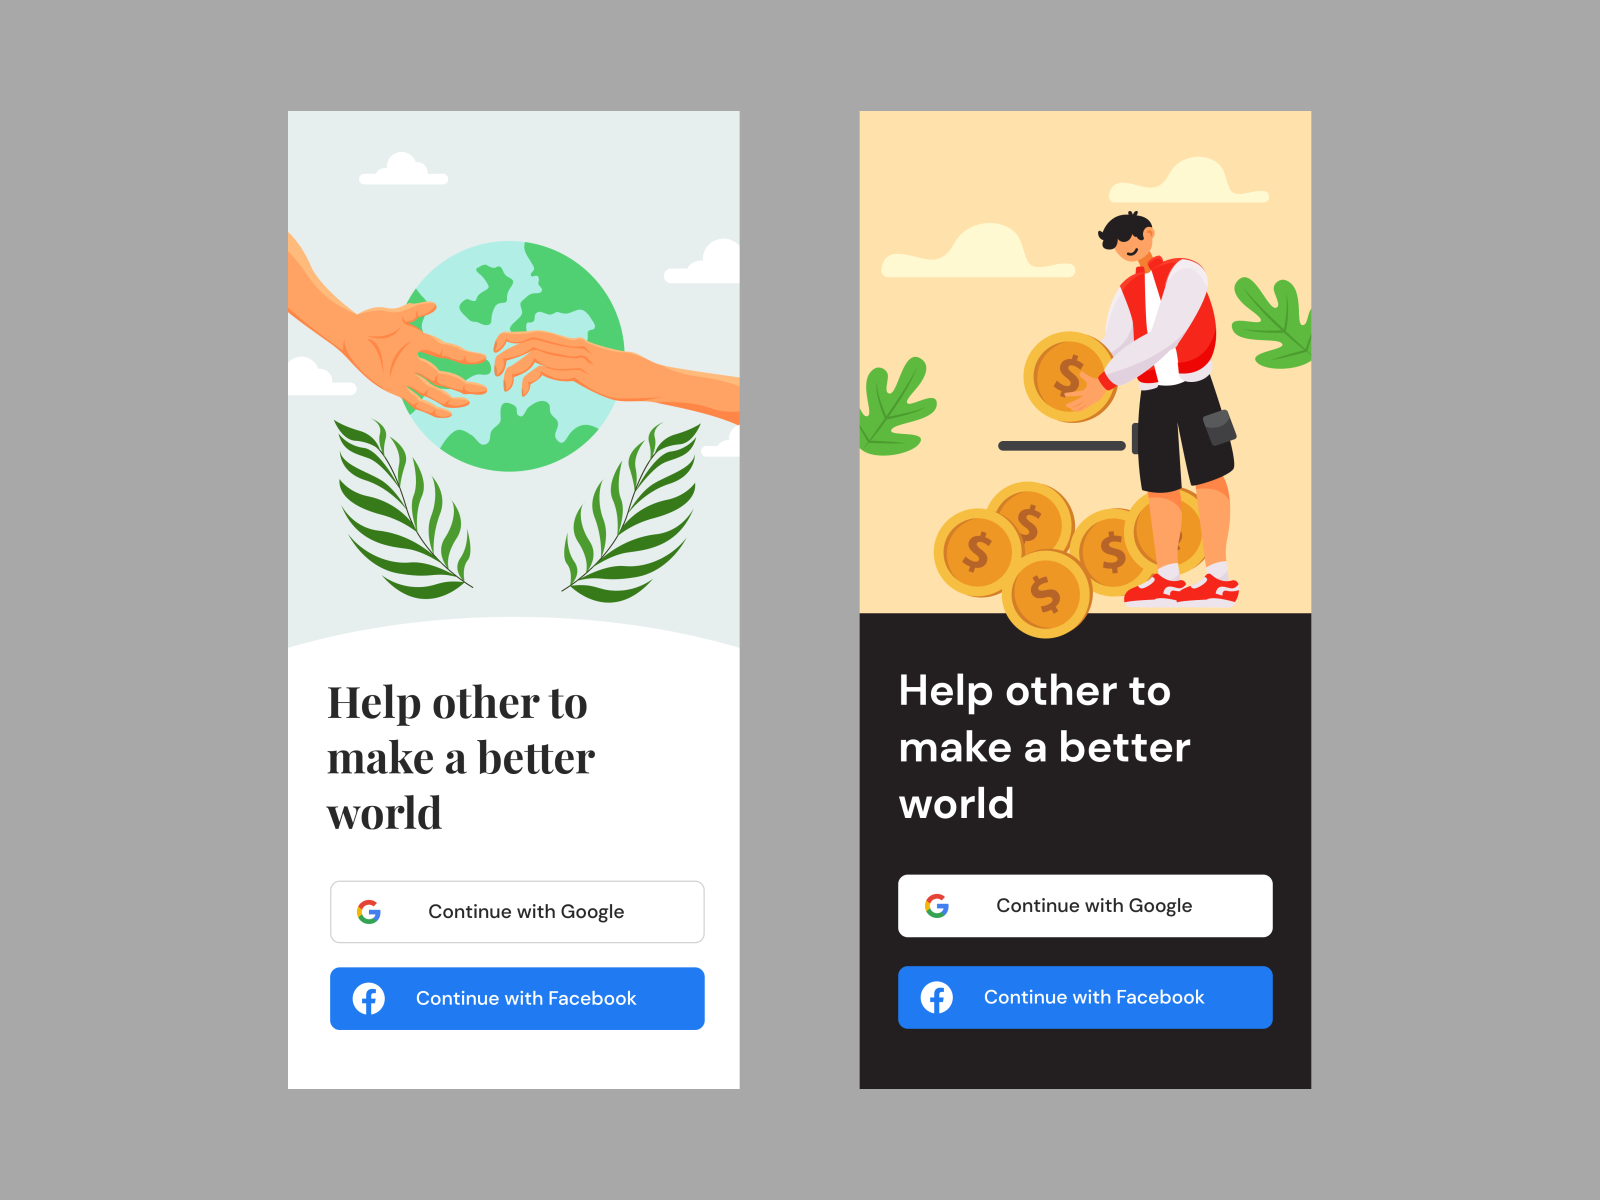 Help other to
make a better
world
Continue with Google
Continue with Facebook
$
$
$
$
$
Help other to
make a better
world
Continue with Google
Continue with Facebook